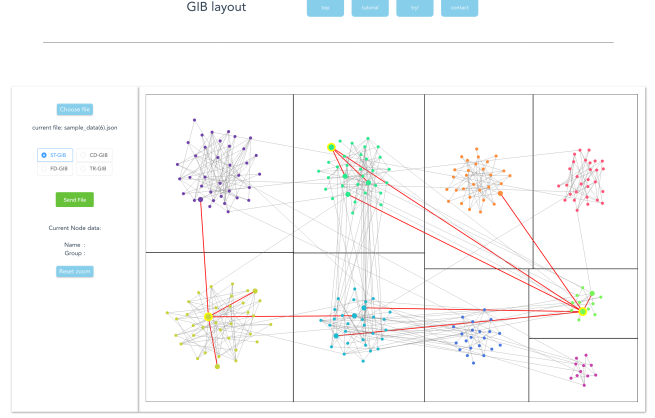 GIB layout
top
tutorial
tryt
contact
Choose file
current file: sample_data(6).json
ST-GIB
CD-GIB
FD-GIB
TR-GIB
Send File
Current Node data:
Name :
Group :
Reset zoom